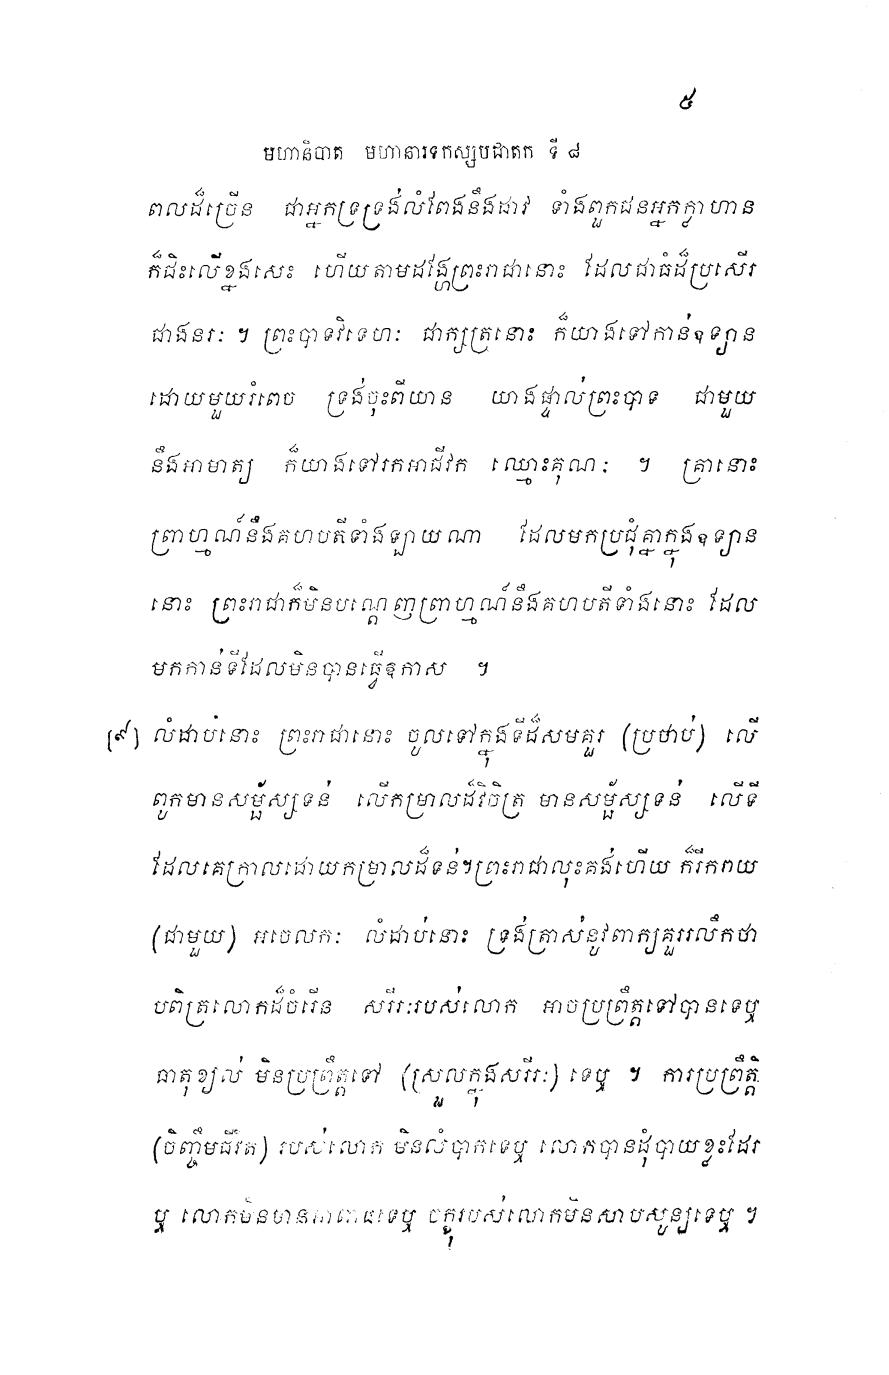 ៥
មហានិបាត មហានារទកស្សបជាតក ទី ៨
ពលដ៏ច្រើន ជាអ្នកទ្រទ្រង់លំពែងនឹងដាវ ទាំងពួកជនអ្នកក្លាហាន
ក៏ជិះលើខ្នងសេះ ហើយតាមដង្ហែព្រះរាជានោះ ដែលជាធំដ៏ប្រសើរ
ជាងនរៈ ។ ព្រះបាទវិទេហៈ ជាក្សត្រនោះ ក៏យាងទៅកាន់ឧទ្យាន
ដោយមួយរំពេច ទ្រង់ចុះពីយាន យាងផ្ទាល់ព្រះបាទ ជាមួយ
នឹងអាមាត្យ ក៏យាងទៅរកអាជីវក ឈ្មោះគុណៈ ។ គ្រានោះ
ព្រាហ្មណ៍នឹងគហបតីទាំងឡាយណា ដែលមកប្រជុំគ្នាក្នុងឧទ្យាន
នោះ ព្រះរាជាក៏មិនបណ្តេញព្រាហ្មណ៍នឹងគហបតីទាំងនោះ ដែល
មកកាន់ទីដែលមិនបានធ្វើឱកាស ។
[៩] លំដាប់នោះ ព្រះរាជានោះ ចូលទៅក្នុងទីដ៏សមគួរ (ប្រថាប់) លើ
ពូកមានសម្ផ័ស្សទន់ លើកម្រាលដ៏វិចិត្រ មានសម្ផ័ស្សទន់ លើទី
ដែលគេក្រាលដោយកម្រាលដ៏ទន់។ព្រះរាជាលុះគង់ហើយ ក៏រីករាយ
(ជាមួយ) អចេលកៈ លំដាប់នោះ ទ្រង់ត្រាស់នូវពាក្យគួររលឹកថា
បពិត្រលោកដ៏ចំរើន សរីរៈរបស់លោក អាចប្រព្រឹត្តទៅបានទេឬ
ធាតុខ្យល់ មិនប្រព្រឹត្តទៅ (ស្រួលក្នុងសរីរៈ) ទេឬ ។ ការប្រព្រឹត្តិ
(ចិញ្ចឹមជីវិត) របស់លោក មិនលំបាកទេឬ លោកបានដុំបាយខ្លះដែរ
ឬ លោកមិនមានអាពាធទេឬ ចក្ខុរបស់លោកមិនសាបសូន្យទេឬ ។